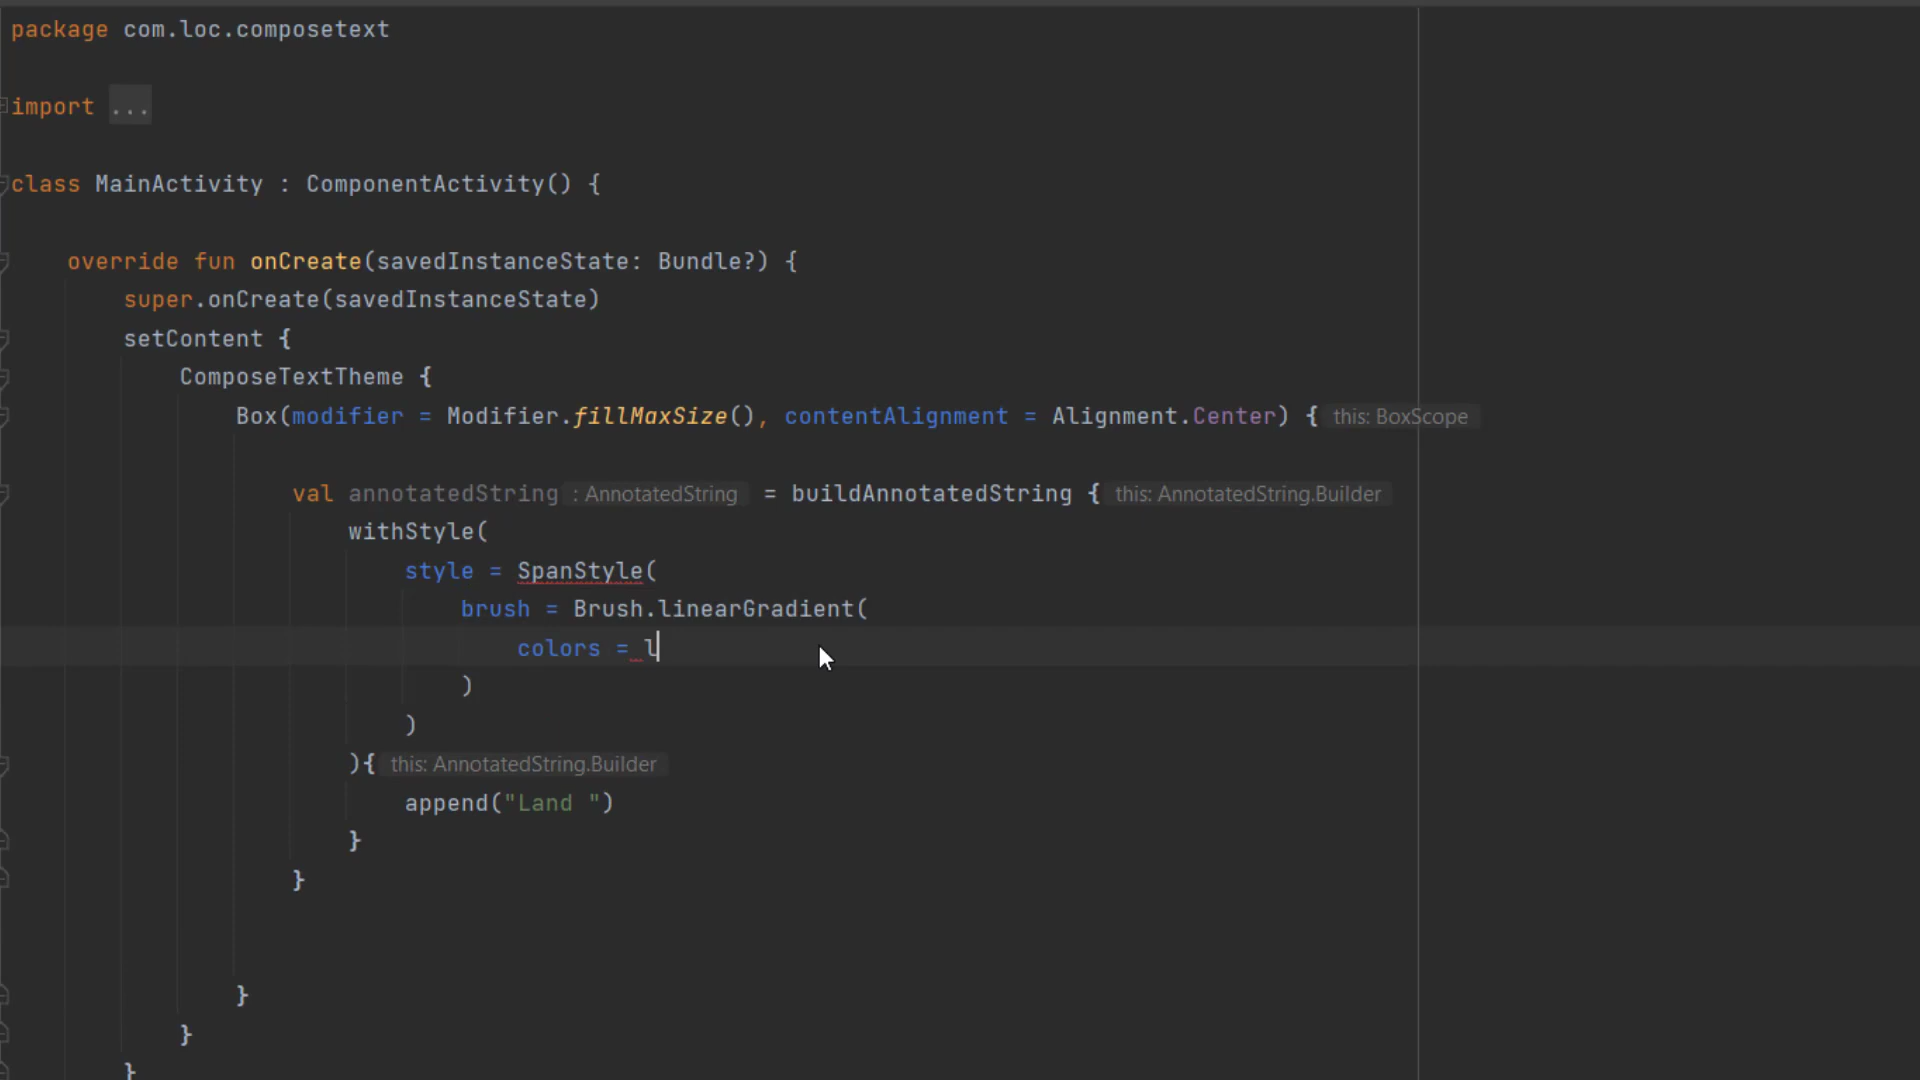 package com.loc.composetext
import ...
class MainActivity : ComponentActivity() {
override fun onCreate(savedInstanceState: Bundle?) {
super.onCreate(savedInstanceState)
setContent {
ComposeTextTheme {
Box(modifier = Modifier.fillMaxSize(), contentAlignment = Alignment.Center) { this: BoxScope
val annotatedString : AnnotatedString = buildAnnotatedString { this: AnnotatedString.Builder
withStyle(
style = SpanStyle(
brush = Brush.linearGradient(
colors = l
)
)
){ this: AnnotatedString.Builder
append("Land ")
}
}
}
}
}